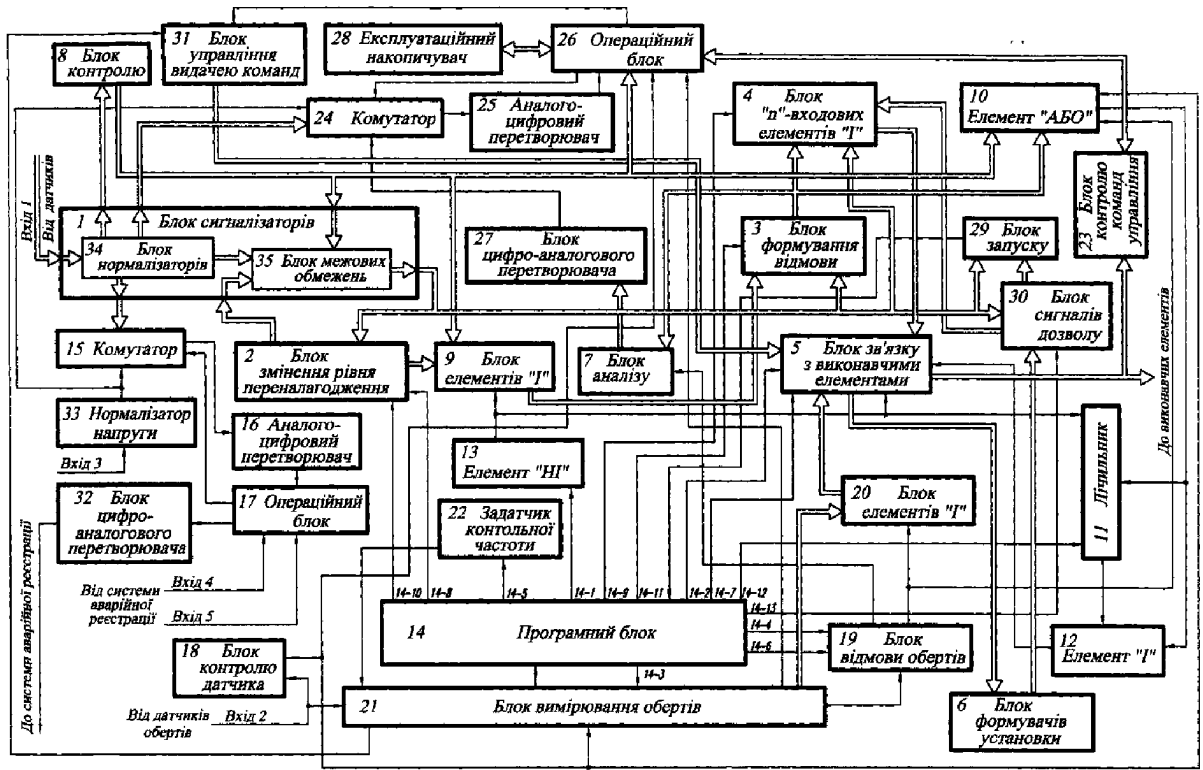 31 Блок
управління
видачею команд
8 Блок
контролю
28 Експлуатаційний
накопичувач
26 Операційний
блок
24 Комутатор
25 Аналого-
цифровий
перетворювач
4 Блок
"n"-входових
елементів "І"
10
Елемент "АБО"
23 Блок
контролю
команд
управління
Вхід 1
Від датчиків
1 Блок сигналізаторів
34 Блок
нормалізаторів
35 Блок межових
обмежень
27 Блок
цифро-аналогового
перетворювача
3 Блок
формування
відмови
29 Блок
запуску
30 Блок
сигналів
дозволу
15 Комутатор
2 Блок
змінення рівня
переналагодження
9 Блок
елементів "І"
7 Блок
аналізу
5 Блок зв'язку
з виконавчими
елементами
До виконавчих елементів
33 Нормалізатор
напруги
Вхід 3
16 Аналого-
цифровий
перетворювач
13
Елемент "НІ"
11 Лічильник
32 Блок
цифро-
аналогового
перетворювача
17 Операційний
блок
22 Задатчик
контольної
частоти
20 Блок
елементів "І"
До системи аварійної реєстрації
Від системи
аварійної
реєстрації
Вхід 4
Вхід 5
14-10
14-8
14-5
14-1
14-9
14-11
14-2
14-7
14-12
14-13
14-4
14-6
14-3
14 Програмний блок
18 Блок
контролю
датчика
19 Блок
відмови обертів
12
Елемент "І"
21 Блок вимірювання обертів
Від датчиків
обертів
Вхід 2
6 Блок
формувачів
установки